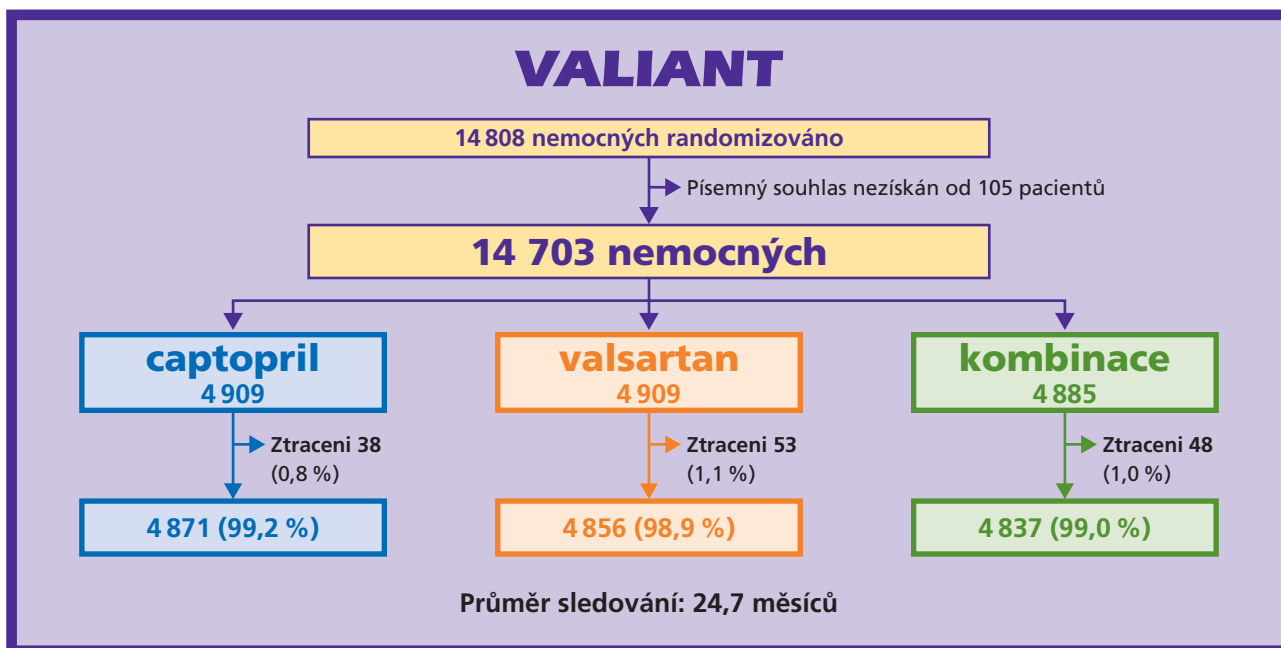 VALIANT
14 808 nemocných randomizováno
Písemný souhlas nezískán od 105 pacientů
14 703 nemocných
captopril
4 909
valsartan
4 909
kombinace
4 885
Ztraceni 38
(0,8 %)
Ztraceni 53
(1,1 %)
Ztraceni 48
(1,0 %)
4 871 (99,2 %)
4 856 (98,9 %)
4 837 (99,0 %)
Průměr sledování: 24,7 měsíců